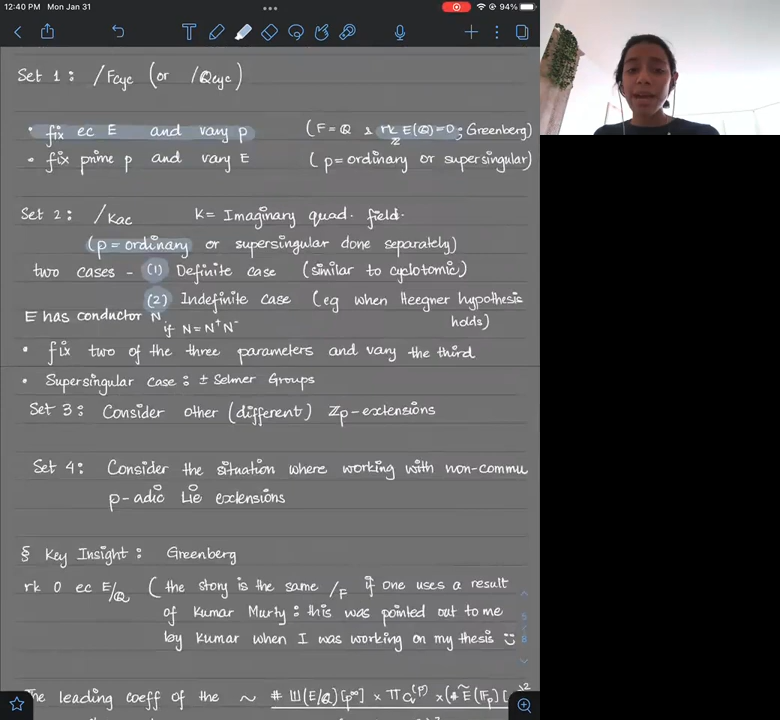 12:40 PM Mon Jan 31
94%
Set 1: /Fcyc (or /Qcyc)
• fix ec E and vary p (F = Q & rk_Z E(Q)=0; Greenberg)
• fix prime p and vary E (p = ordinary or supersingular)
Set 2: /Kac K = Imaginary quad. field.
(p = ordinary or supersingular done separately)
two cases - (1) Definite case (similar to cyclotomic)
(2) Indefinite case (eg when Heegner hypothesis holds)
E has conductor N, if N = N⁺N⁻
• fix two of the three parameters and vary the third
• Supersingular case: ± Selmer Groups
Set 3: Consider other (different) Zp-extensions
Set 4: Consider the situation where working with non-commu
p-adic Lie extensions
§ Key Insight: Greenberg
rk 0 ec E/Q (the story is the same /F if one uses a result
of Kumar Murty: this was pointed out to me
by Kumar when I was working on my thesis ü
5
/
8
The leading coeff of the ~ # Ш(E/Q)[p^∞] × π c_v^(p) × (# Ẽ(F_p)[